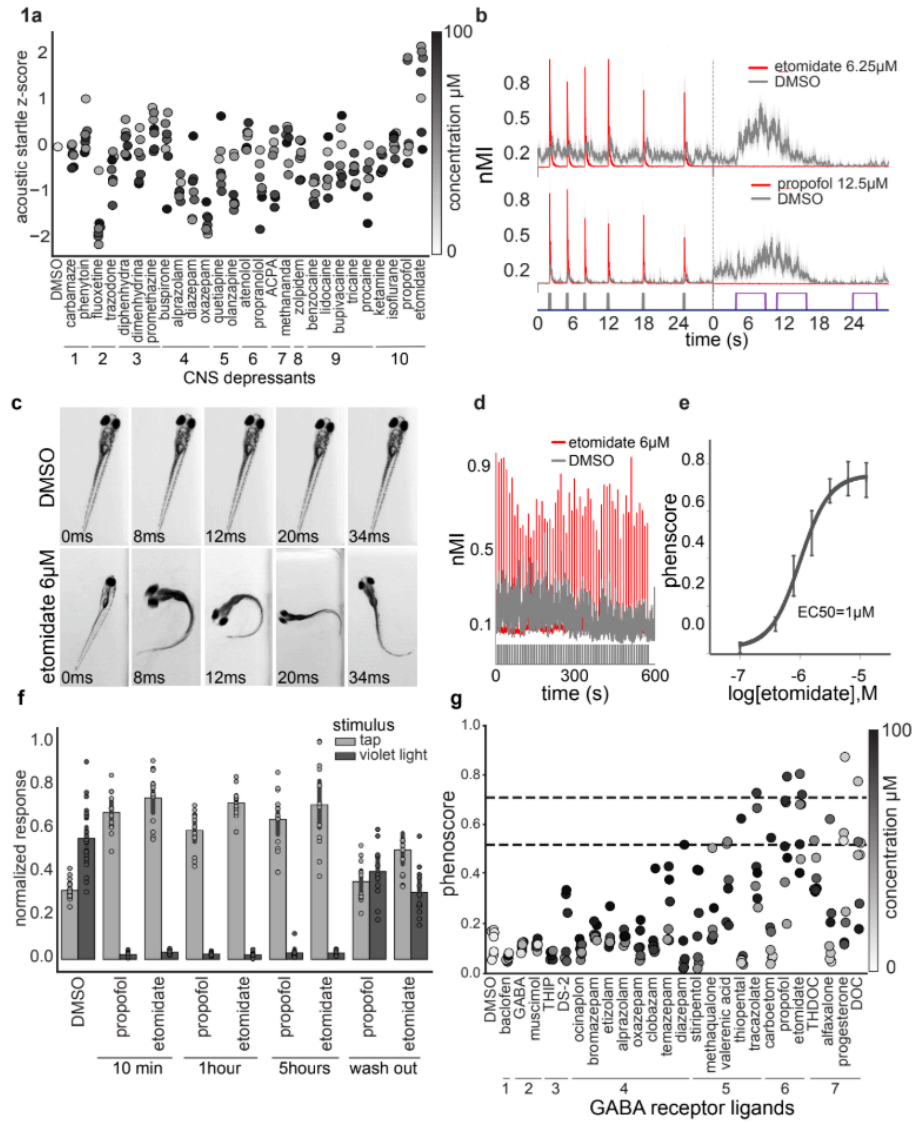 1a
2
1
0
−1
−2
acoustic startle z-score
100
0
concentration µM
DMSO
carbamaze
phenytoin
fluoxetine
trazodone
diphenhydra
dimenhydrina
promethazine
buspirone
alprazolam
diazepam
oxazepam
quetiapine
olanzapine
atenolol
propranolol
ACPA
methananda
zolpidem
benzocaine
lidocaine
bupivacaine
tricaine
procaine
ketamine
isoflurane
propofol
etomidate
1 2 3 4 5 6 7 8 9 10
CNS depressants
b
etomidate 6.25µM
DMSO
0.8
0.5
0.2
nMI
propofol 12.5µM
DMSO
0.8
0.5
0.2
0 6 12 18 24 0 6 12 18 24
time (s)
c
DMSO
0ms 8ms 12ms 20ms 34ms
etomidate 6µM
0ms 8ms 12ms 20ms 34ms
d
etomidate 6µM
DMSO
0.9
0.5
0.1
nMI
0 300 600
time (s)
e
0.8
0.6
0.4
0.2
0.0
phenscore
EC50=1µM
-7 -6 -5
log[etomidate],M
f
stimulus
tap
violet light
1.0
0.8
0.6
0.4
0.2
0.0
normalized response
DMSO
propofol
etomidate
propofol
etomidate
propofol
etomidate
propofol
etomidate
10 min 1hour 5hours wash out
g
1.0
0.8
0.6
0.4
0.2
0.0
phenoscore
100
0
concentration µM
DMSO
baclofen
GABA
muscimol
THIP
DS-2
ocinaplon
bromazepam
etizolam
alprazolam
oxazepam
clobazam
temazepam
diazepam
stiripentol
methaqualone
valerenic acid
thiopental
tracazolate
carboetom
propofol
etomidate
THDOC
alfaxalone
progesterone
DOC
1 2 3 4 5 6 7
GABA receptor ligands